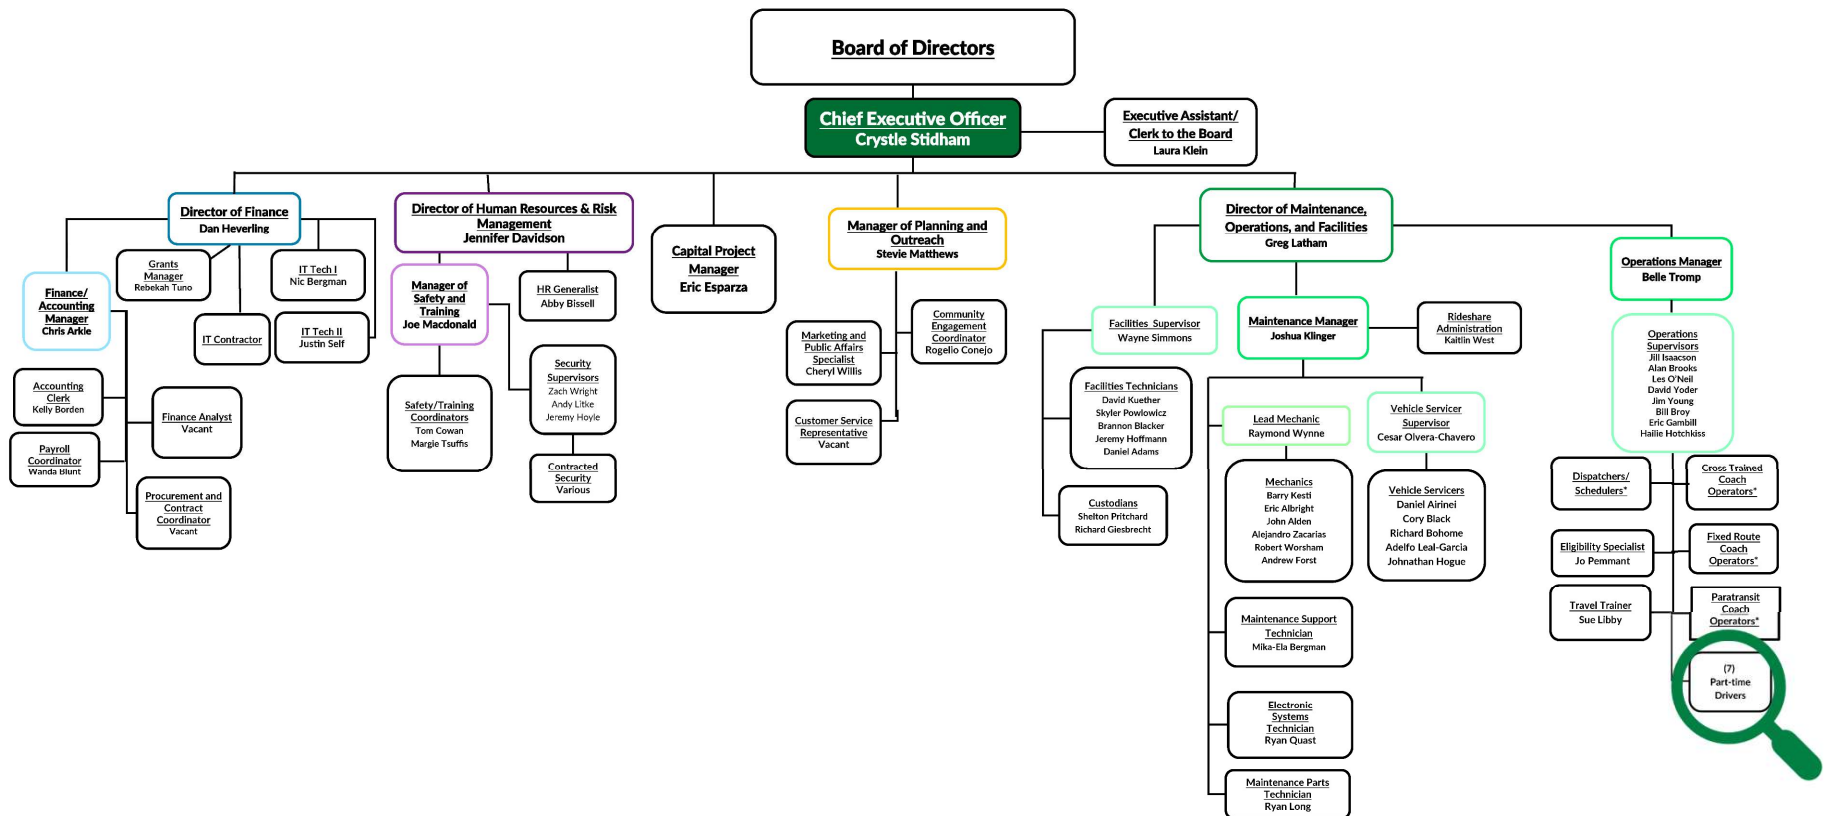 Board of Directors
Chief Executive Officer
Crystle Stidham
Executive Assistant/
Clerk to the Board
Laura Klein
Director of Finance
Dan Heverling
Grants
Manager
Rebekah Tuno
IT Tech I
Nic Bergman
Finance/
Accounting
Manager
Chris Arkle
IT Contractor
IT Tech II
Justin Self
Accounting
Clerk
Kelly Borden
Finance Analyst
Vacant
Payroll
Coordinator
Wanda Blunt
Procurement and
Contract
Coordinator
Vacant
Director of Human Resources & Risk
Management
Jennifer Davidson
Manager of
Safety and
Training
Joe Macdonald
HR Generalist
Abby Bissell
Security
Supervisors
Zach Wright
Andy Litke
Jeremy Hoyle
Safety/Training
Coordinators
Tom Cowan
Margie Tsuffis
Contracted
Security
Various
Capital Project
Manager
Eric Esparza
Manager of Planning and
Outreach
Stevie Matthews
Community
Engagement
Coordinator
Rogelio Conejo
Marketing and
Public Affairs
Specialist
Cheryl Willis
Customer Service
Representative
Vacant
Director of Maintenance,
Operations, and Facilities
Greg Latham
Facilities Supervisor
Wayne Simmons
Facilities Technicians
David Kuether
Skyler Powlowicz
Brannon Blacker
Jeremy Hoffmann
Daniel Adams
Custodians
Shelton Pritchard
Richard Giesbrecht
Maintenance Manager
Joshua Klinger
Rideshare
Administration
Kaitlin West
Lead Mechanic
Raymond Wynne
Vehicle Servicer
Supervisor
Cesar Olvera-Chavero
Mechanics
Barry Kesti
Eric Albright
John Alden
Alejandro Zacarias
Robert Worsham
Andrew Forst
Vehicle Servicers
Daniel Airinei
Cory Black
Richard Bohome
Adelfo Leal-Garcia
Johnathan Hogue
Maintenance Support
Technician
Mika-Ela Bergman
Electronic
Systems
Technician
Ryan Quast
Maintenance Parts
Technician
Ryan Long
Operations Manager
Belle Tromp
Operations
Supervisors
Jill Isaacson
Alan Brooks
Les O'Neil
David Yoder
Jim Young
Bill Broy
Eric Gambill
Hailie Hotchkiss
Dispatchers/
Schedulers*
Cross Trained
Coach
Operators*
Eligibility Specialist
Jo Pemmant
Fixed Route
Coach
Operators*
Travel Trainer
Sue Libby
Paratransit
Coach
Operators*
(7)
Part-time
Drivers